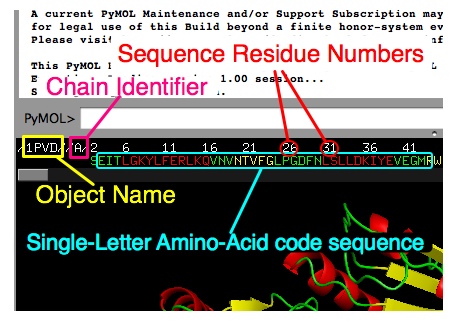 A current PyMOL Maintenance and/or Support Subscription may
for legal use of this Build beyond a finite honor-system ev
Please visi
Sequence Residue Numbers
This PyMOL
1.00 session...
Chain Identifier
PyMOL>
/1PVD//A/2 6 11 16 21 26 31 36 41
SEITLGKYLFERLKQVNVNTVFGLPGDFNLSLLDKIYEVEGMRW
Object Name
Single-Letter Amino-Acid code sequence